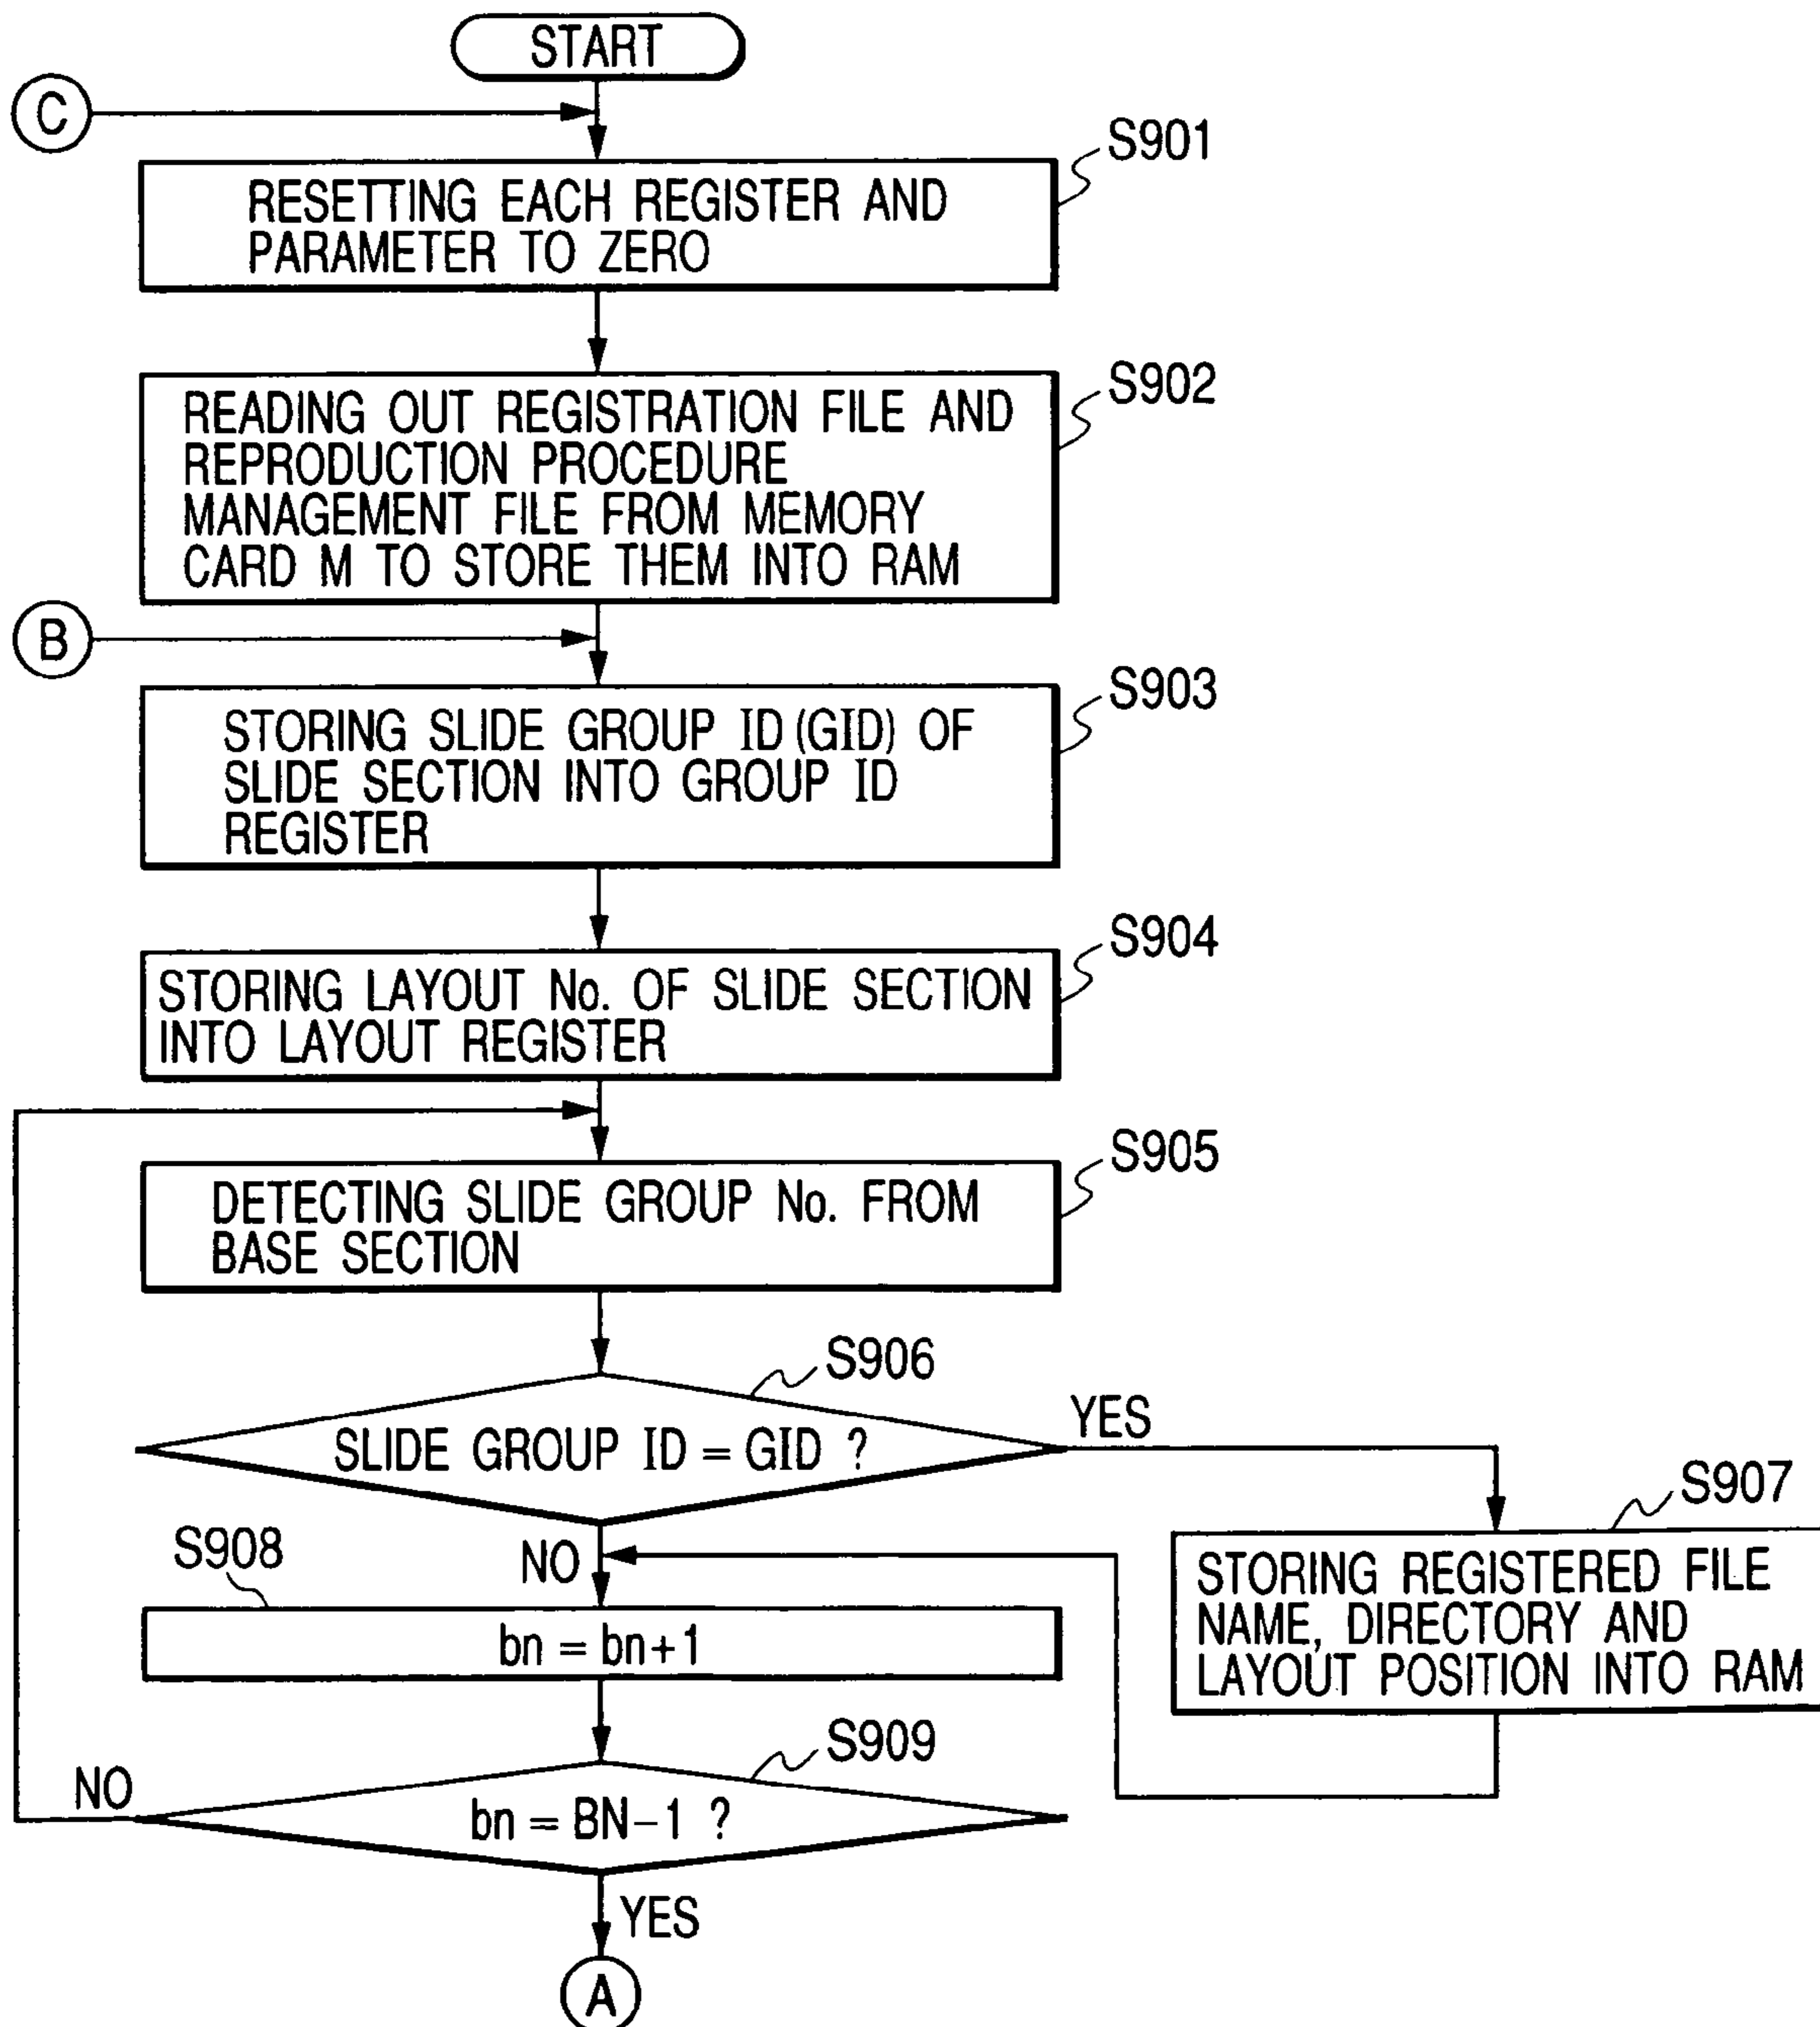 START
C
S901
RESETTING EACH REGISTER AND
PARAMETER TO ZERO
S902
READING OUT REGISTRATION FILE AND
REPRODUCTION PROCEDURE
MANAGEMENT FILE FROM MEMORY
CARD M TO STORE THEM INTO RAM
B
S903
STORING SLIDE GROUP ID (GID) OF
SLIDE SECTION INTO GROUP ID
REGISTER
S904
STORING LAYOUT No. OF SLIDE SECTION
INTO LAYOUT REGISTER
S905
DETECTING SLIDE GROUP No. FROM
BASE SECTION
S906
SLIDE GROUP ID = GID ?
YES
S907
STORING REGISTERED FILE
NAME, DIRECTORY AND
LAYOUT POSITION INTO RAM
NO
S908
bn = bn+1
S909
bn = BN-1 ?
NO
YES
A